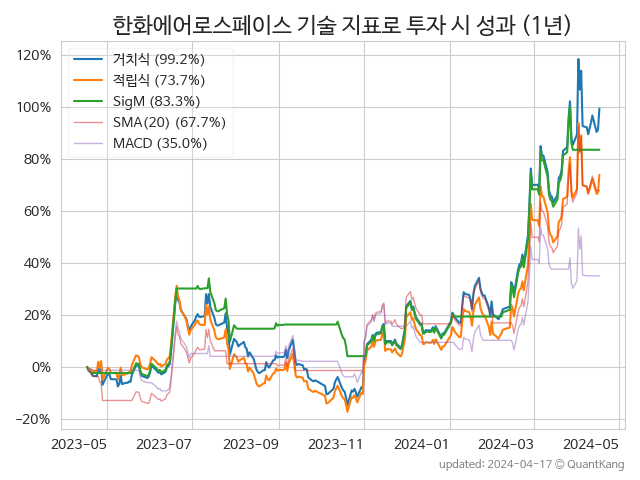 한화에어로스페이스 기술 지표로 투자 시 성과 (1년)
120%
100%
80%
60%
40%
20%
0%
−20%
거치식 (99.2%)
적립식 (73.7%)
SigM (83.3%)
SMA(20) (67.7%)
MACD (35.0%)
2023-05
2023-07
2023-09
2023-11
2024-01
2024-03
2024-05
updated: 2024-04-17 © QuantKang